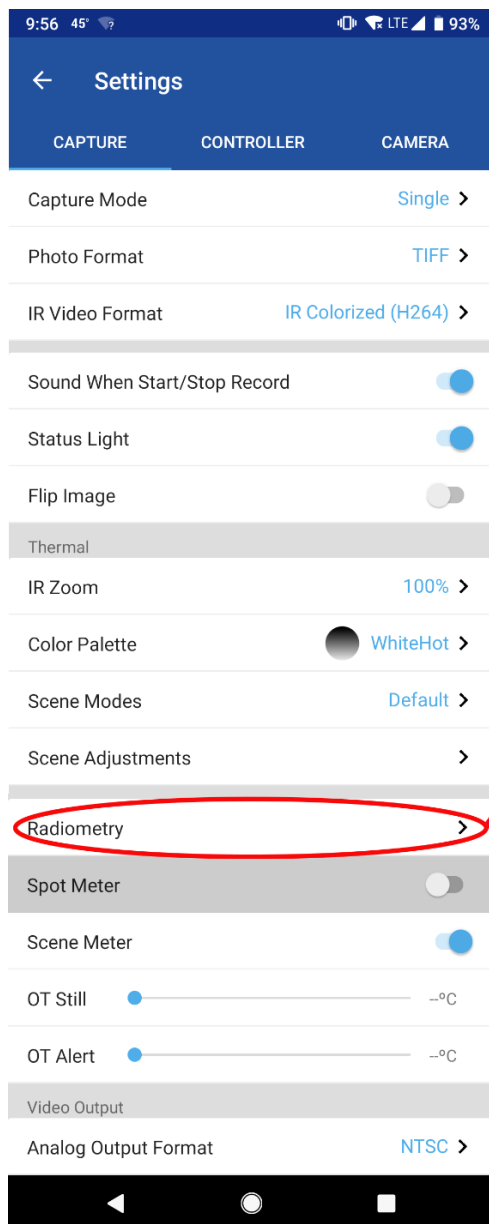 9:56 45° LTE 93%
Settings
CAPTURE CONTROLLER CAMERA
Capture Mode Single
Photo Format TIFF
IR Video Format IR Colorized (H264)
Sound When Start/Stop Record
Status Light
Flip Image
Thermal
IR Zoom 100%
Color Palette WhiteHot
Scene Modes Default
Scene Adjustments
Radiometry
Spot Meter
Scene Meter
OT Still --ºC
OT Alert --ºC
Video Output
Analog Output Format NTSC